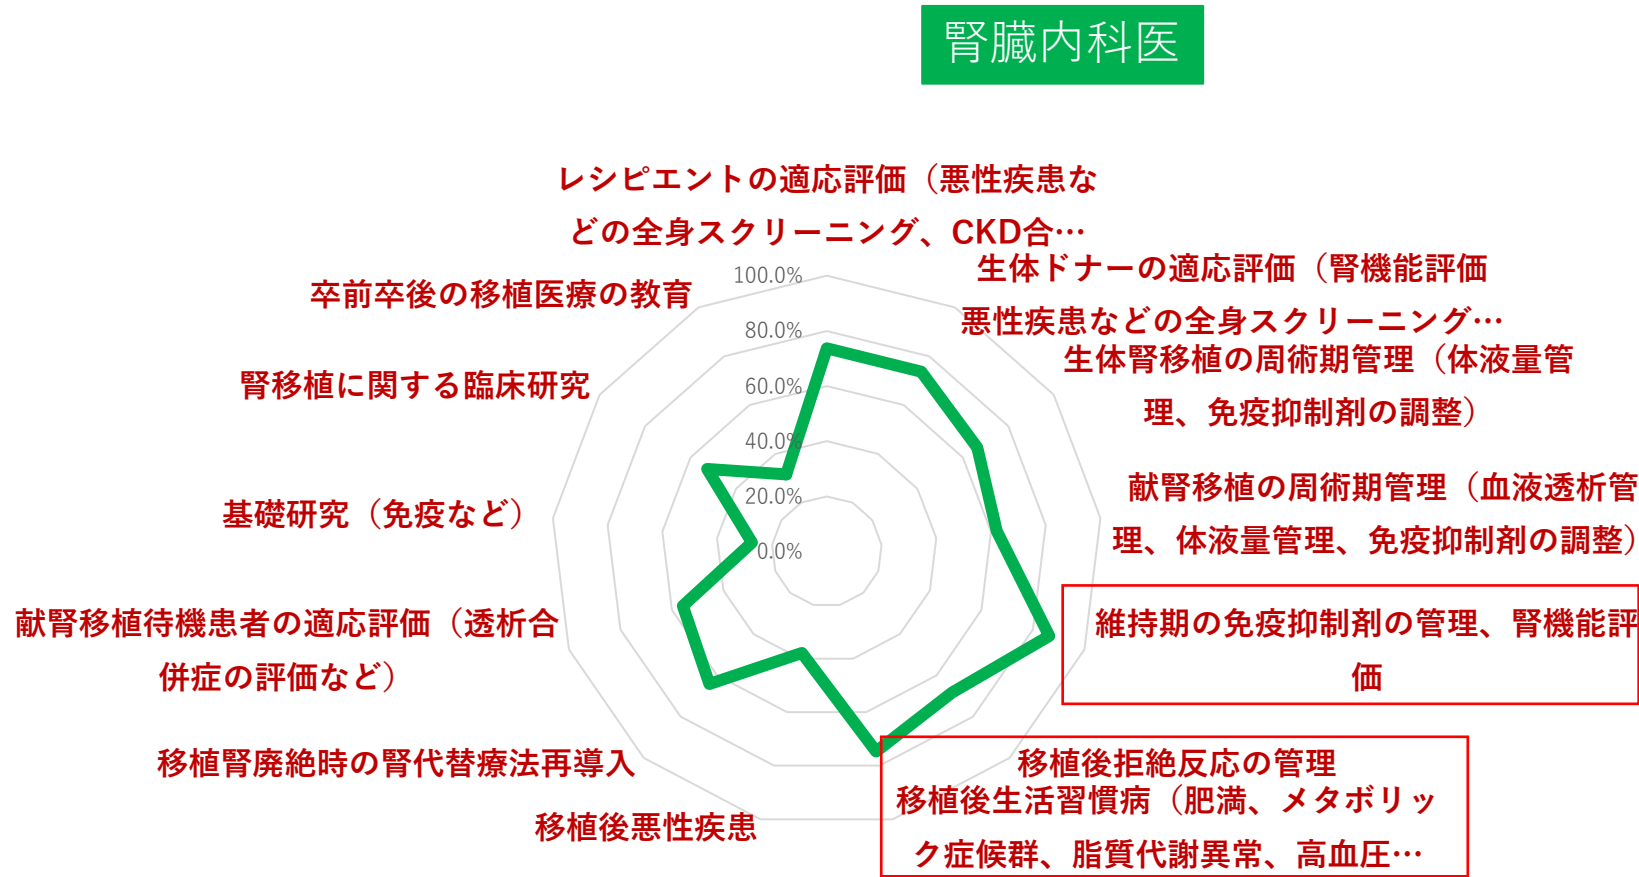 腎臓内科医
レシピエントの適応評価（悪性疾患な
どの全身スクリーニング、CKD合…
生体ドナーの適応評価（腎機能評価
悪性疾患などの全身スクリーニング…
生体腎移植の周術期管理（体液量管
理、免疫抑制剤の調整）
献腎移植の周術期管理（血液透析管
理、体液量管理、免疫抑制剤の調整）
維持期の免疫抑制剤の管理、腎機能評
価
移植後拒絶反応の管理
移植後生活習慣病（肥満、メタボリッ
ク症候群、脂質代謝異常、高血圧…
移植後悪性疾患
移植腎廃絶時の腎代替療法再導入
献腎移植待機患者の適応評価（透析合
併症の評価など）
基礎研究（免疫など）
腎移植に関する臨床研究
卒前卒後の移植医療の教育
100.0%
80.0%
60.0%
40.0%
20.0%
0.0%